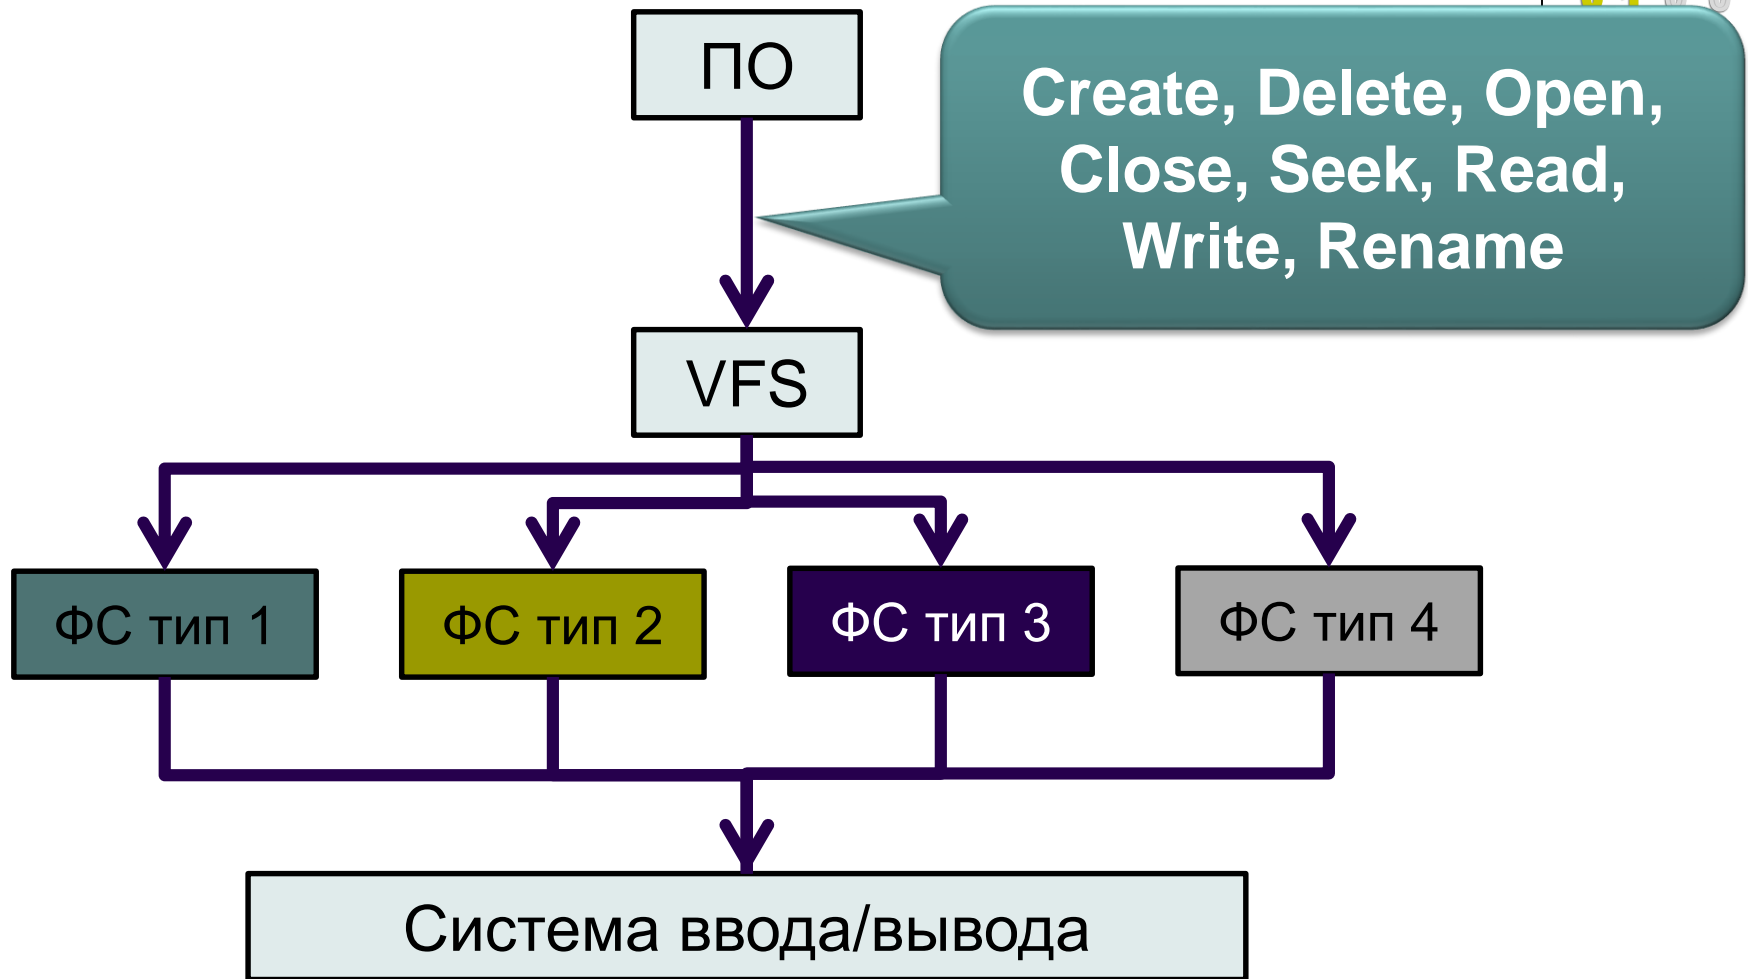 ПО
Create, Delete, Open,
Close, Seek, Read,
Write, Rename
VFS
ФС тип 1
ФС тип 2
ФС тип 3
ФС тип 4
Система ввода/вывода